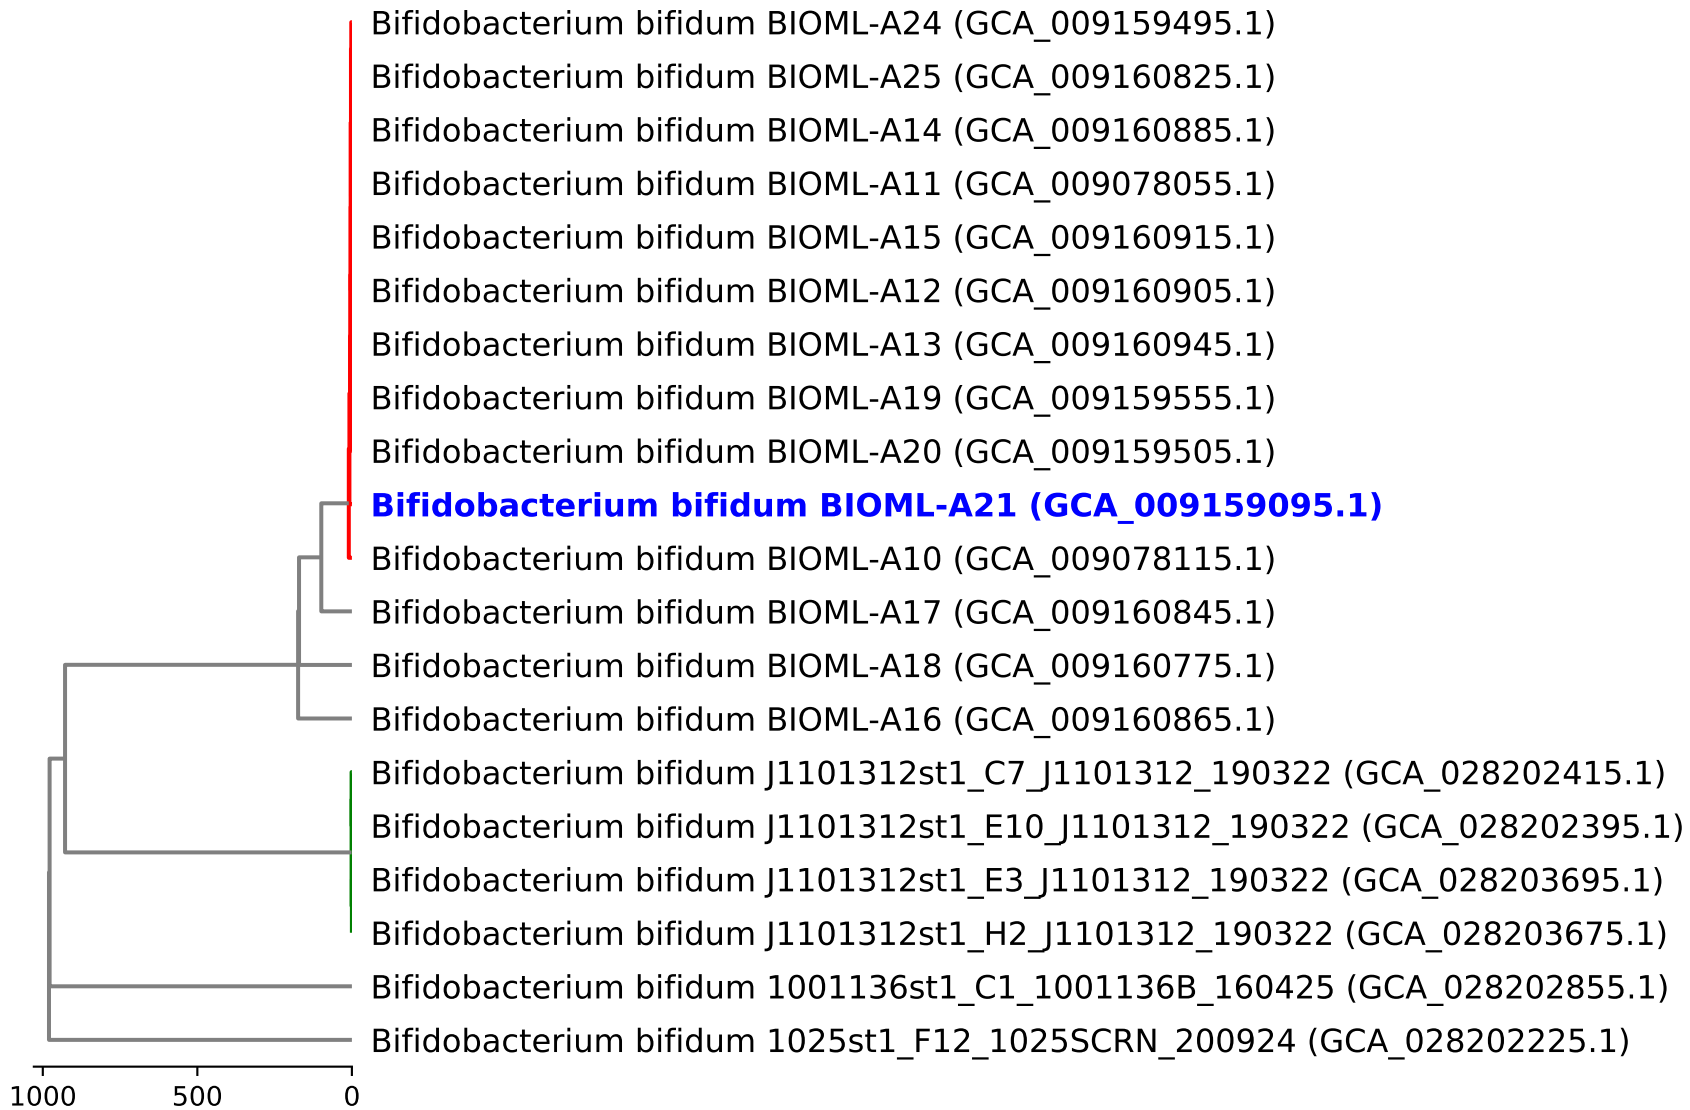 Bifidobacterium bifidum BIOML-A24 (GCA_009159495.1)
Bifidobacterium bifidum BIOML-A25 (GCA_009160825.1)
Bifidobacterium bifidum BIOML-A14 (GCA_009160885.1)
Bifidobacterium bifidum BIOML-A11 (GCA_009078055.1)
Bifidobacterium bifidum BIOML-A15 (GCA_009160915.1)
Bifidobacterium bifidum BIOML-A12 (GCA_009160905.1)
Bifidobacterium bifidum BIOML-A13 (GCA_009160945.1)
Bifidobacterium bifidum BIOML-A19 (GCA_009159555.1)
Bifidobacterium bifidum BIOML-A20 (GCA_009159505.1)
Bifidobacterium bifidum BIOML-A21 (GCA_009159095.1)
Bifidobacterium bifidum BIOML-A10 (GCA_009078115.1)
Bifidobacterium bifidum BIOML-A17 (GCA_009160845.1)
Bifidobacterium bifidum BIOML-A18 (GCA_009160775.1)
Bifidobacterium bifidum BIOML-A16 (GCA_009160865.1)
Bifidobacterium bifidum J1101312st1_C7_J1101312_190322 (GCA_028202415.1)
Bifidobacterium bifidum J1101312st1_E10_J1101312_190322 (GCA_028202395.1)
Bifidobacterium bifidum J1101312st1_E3_J1101312_190322 (GCA_028203695.1)
Bifidobacterium bifidum J1101312st1_H2_J1101312_190322 (GCA_028203675.1)
Bifidobacterium bifidum 1001136st1_C1_1001136B_160425 (GCA_028202855.1)
Bifidobacterium bifidum 1025st1_F12_1025SCRN_200924 (GCA_028202225.1)
1000 500 0